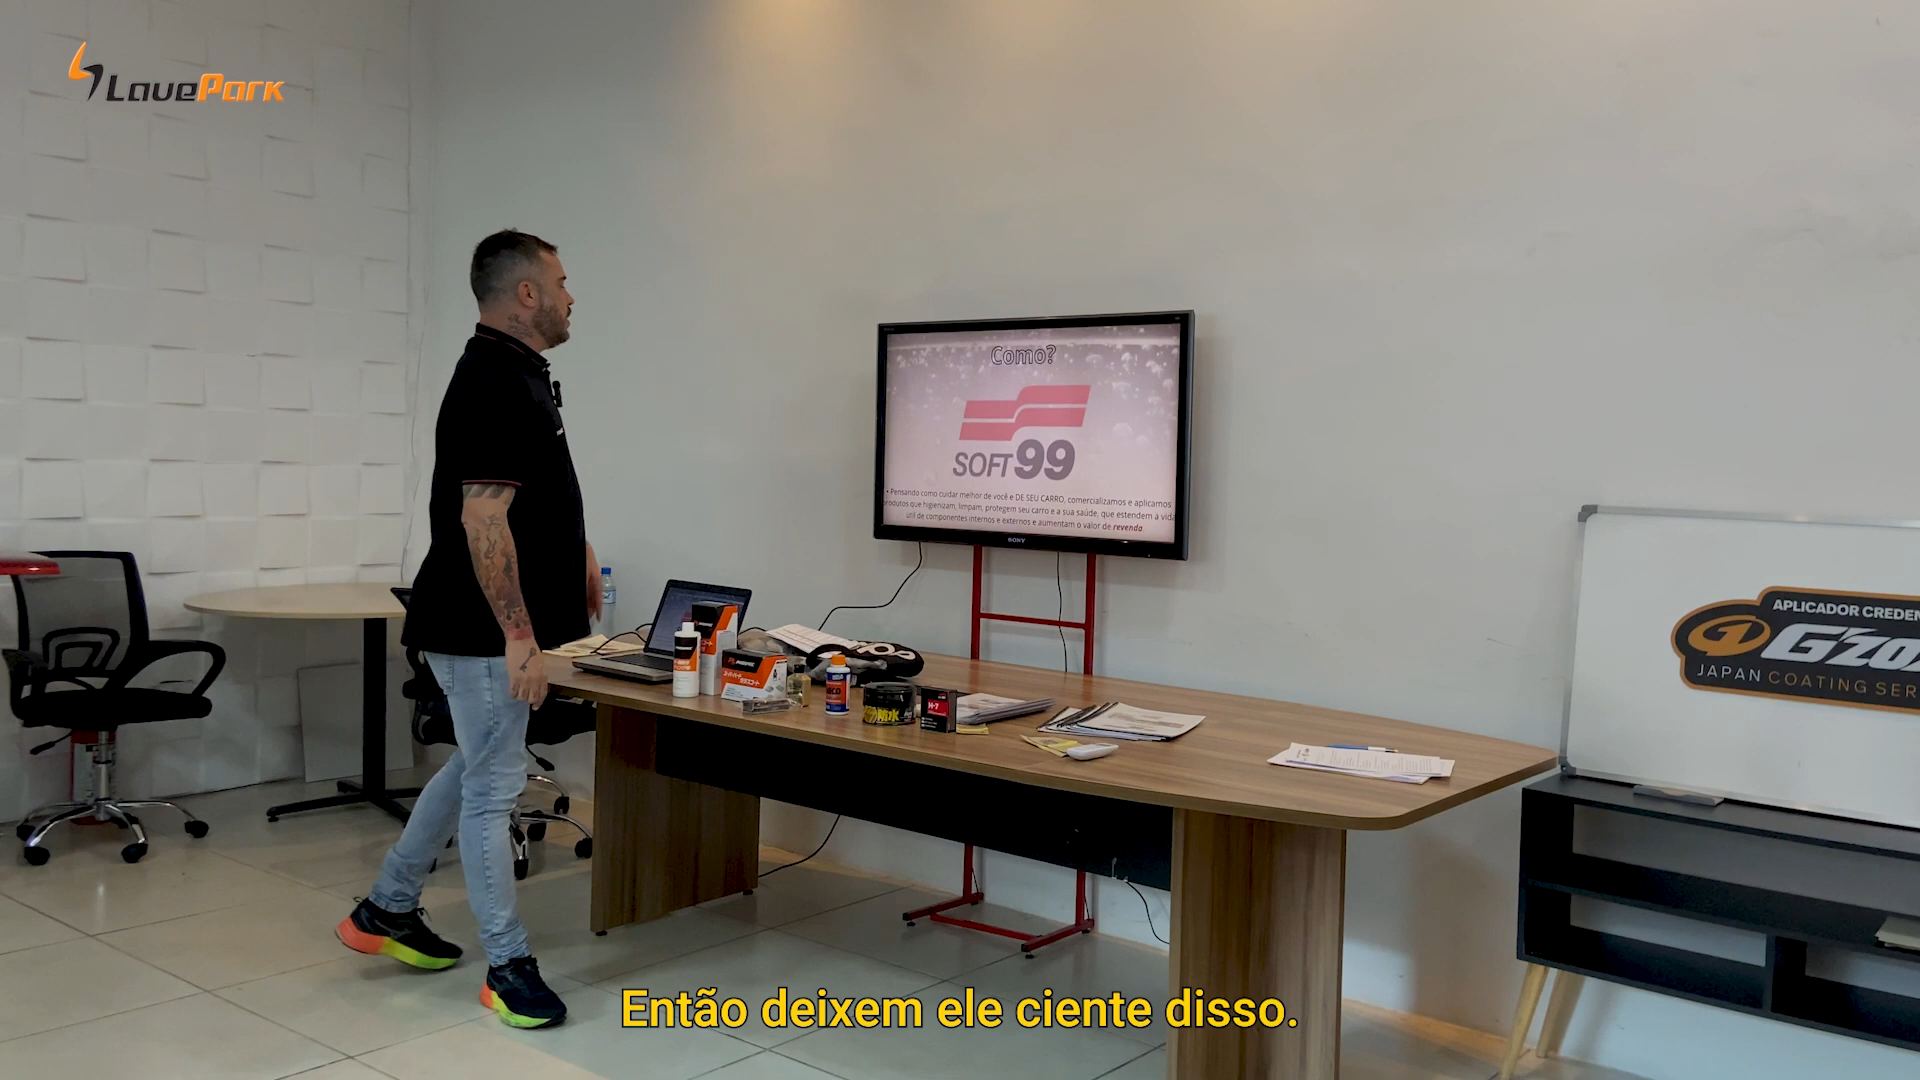 LavePark
Como?
SOFT99
• Pensando como cuidar melhor de você e DE SEU CARRO, comercializamos e aplicamos
produtos que higienizam, limpam, protegem seu carro e a sua saúde, que estendem a vida
útil de componentes internos e externos e aumentam o valor de revenda.
SONY
APLICADOR CREDEN
G'ZOX
JAPAN COATING SER
H-7
Então deixem ele ciente disso.